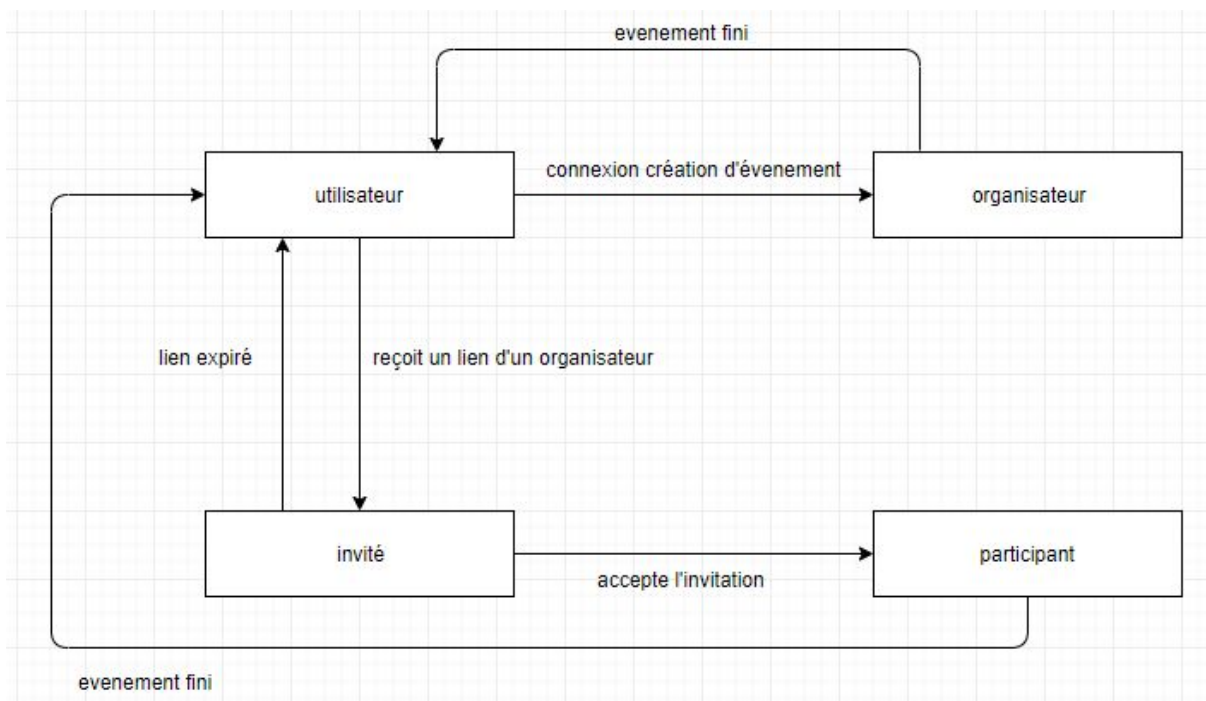 evenement fini
connexion création d'évenement
utilisateur
organisateur
lien expiré
reçoit un lien d'un organisateur
invité
participant
accepte l'invitation
evenement fini